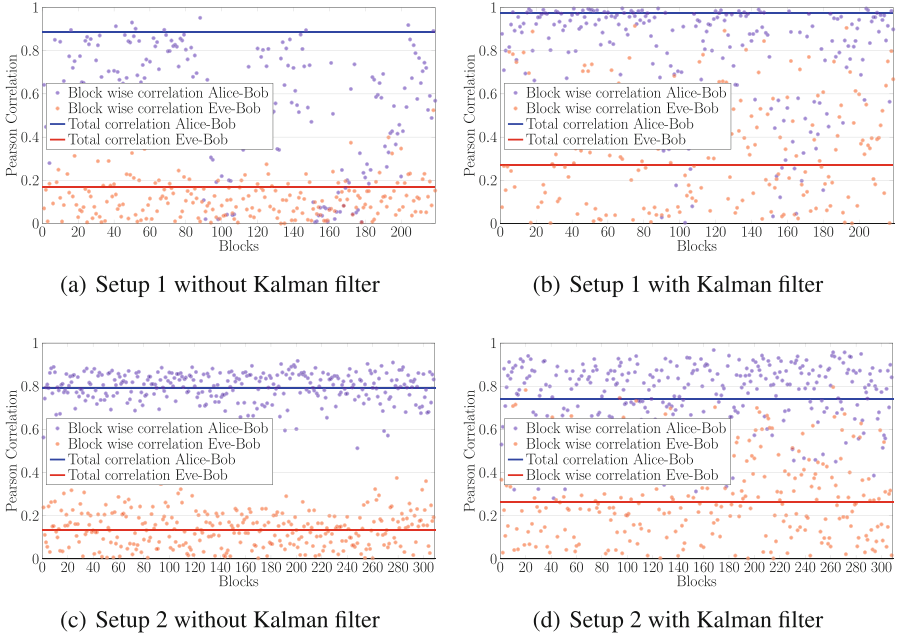 1
0.8
0.6
0.4
0.2
0
Pearson Correlation
Block wise correlation Alice-Bob
Block wise correlation Eve-Bob
Total correlation Alice-Bob
Total correlation Eve-Bob
0 20 40 60 80 100 120 140 160 180 200
Blocks
(a) Setup 1 without Kalman filter
1
0.8
0.6
0.4
0.2
0
Pearson Correlation
Block wise correlation Alice-Bob
Block wise correlation Eve-Bob
Total correlation Alice-Bob
Total correlation Eve-Bob
0 20 40 60 80 100 120 140 160 180 200
Blocks
(b) Setup 1 with Kalman filter
1
0.8
0.6
0.4
0.2
0
Pearson Correlation
Block wise correlation Alice-Bob
Block wise correlation Eve-Bob
Total correlation Alice-Bob
Total correlation Eve-Bob
0 20 40 60 80 100 120 140 160 180 200 220 240 260 280 300
Blocks
(c) Setup 2 without Kalman filter
1
0.8
0.6
0.4
0.2
0
Pearson Correlation
Block wise correlation Alice-Bob
Block wise correlation Eve-Bob
Total correlation Alice-Bob
Block wise correlation Eve-Bob
0 20 40 60 80 100 120 140 160 180 200 220 240 260 280 300
Blocks
(d) Setup 2 with Kalman filter